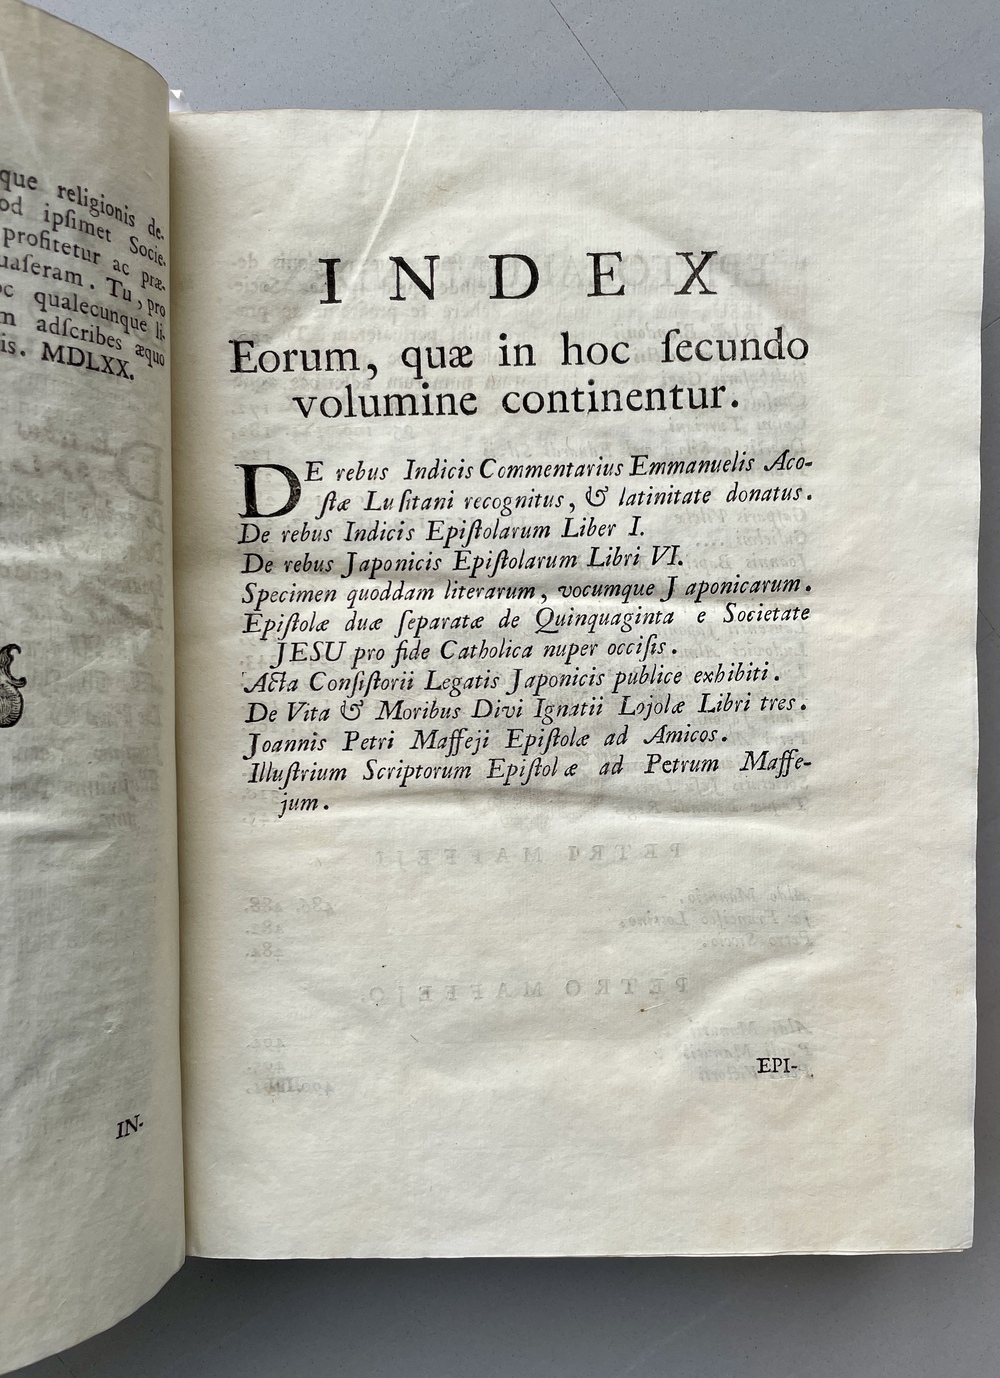 que religionis de-
od ipſimet Socie-
profitetur ac præ-
uaſeram. Tu, pro
oc qualecunque li-
m adſcribes æquo
is. MDLXX.
IN-
INDEX
Eorum, quæ in hoc ſecundo
volumine continentur.
DE rebus Indicis Commentarius Emmanuelis Aco-
ſtæ Luſitani recognitus, & latinitate donatus.
De rebus Indicis Epiſtolarum Liber I.
De rebus Japonicis Epiſtolarum Libri VI.
Specimen quoddam literarum, vocumque Japonicarum.
Epiſtolæ duæ ſeparatæ de Quinquaginta e Societate
JESU pro fide Catholica nuper occiſis.
Acta Conſiſtorii Legatis Japonicis publice exhibiti.
De Vita & Moribus Divi Ignatii Lojolæ Libri tres.
Joannis Petri Maffeji Epiſtolæ ad Amicos.
Illuſtrium Scriptorum Epiſtolæ ad Petrum Maffe-
jum.
EPI-